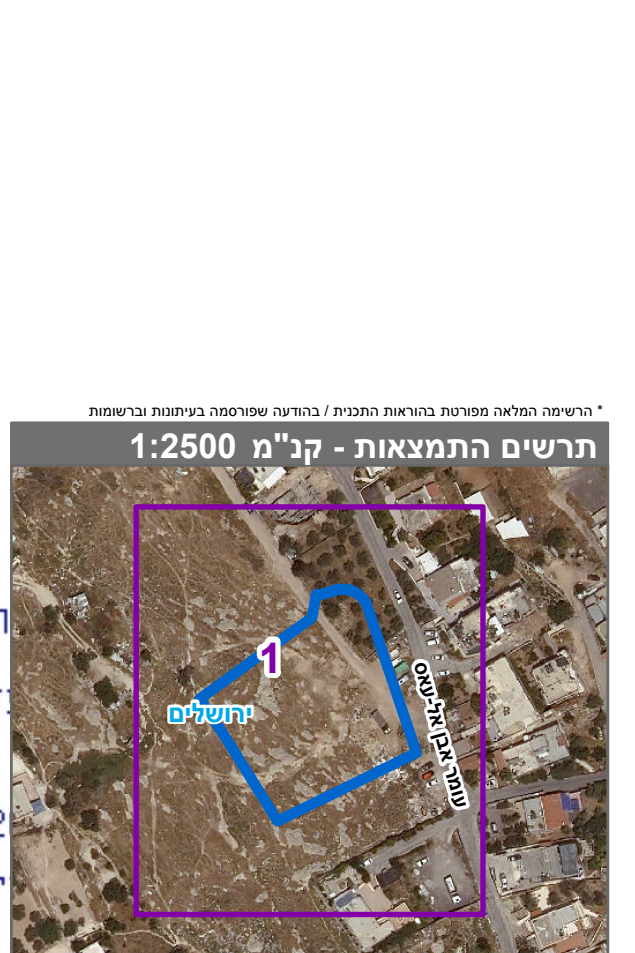 * הרשימה המלאה מפורטת בהוראות התכנית / בהודעה שפורסמה בעיתונות וברשומות
תרשים התמצאות - קנ"מ 1:2500
1
ירושלים
עומר אבן אל-עאס